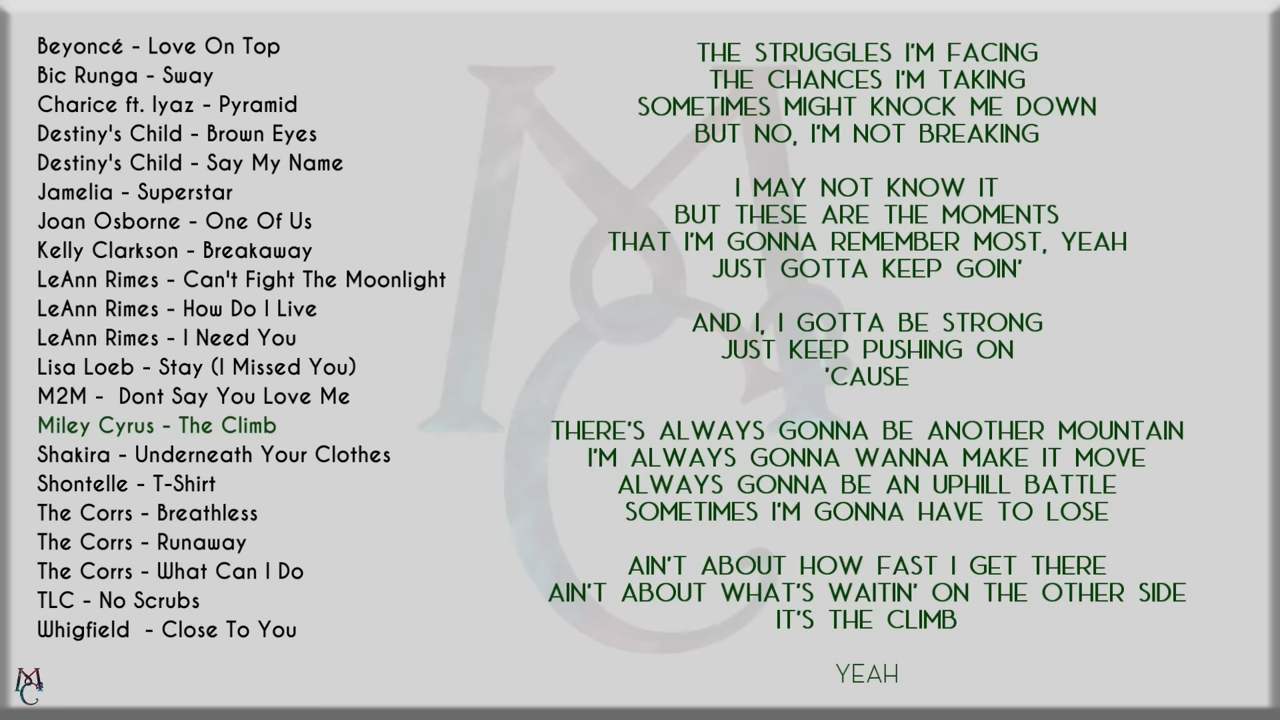 Beyoncé - Love On Top
Bic Runga - Sway
Charice ft. Iyaz - Pyramid
Destiny's Child - Brown Eyes
Destiny's Child - Say My Name
Jamelia - Superstar
Joan Osborne - One Of Us
Kelly Clarkson - Breakaway
LeAnn Rimes - Can't Fight The Moonlight
LeAnn Rimes - How Do I Live
LeAnn Rimes - I Need You
Lisa Loeb - Stay (I Missed You)
M2M -  Dont Say You Love Me
Miley Cyrus - The Climb
Shakira - Underneath Your Clothes
Shontelle - T-Shirt
The Corrs - Breathless
The Corrs - Runaway
The Corrs - What Can I Do
TLC - No Scrubs
Whigfield  - Close To You
THE STRUGGLES I'M FACING
THE CHANCES I'M TAKING
SOMETIMES MIGHT KNOCK ME DOWN
BUT NO, I'M NOT BREAKING
I MAY NOT KNOW IT
BUT THESE ARE THE MOMENTS
THAT I'M GONNA REMEMBER MOST, YEAH
JUST GOTTA KEEP GOIN'
AND I, I GOTTA BE STRONG
JUST KEEP PUSHING ON
'CAUSE
THERE'S ALWAYS GONNA BE ANOTHER MOUNTAIN
I'M ALWAYS GONNA WANNA MAKE IT MOVE
ALWAYS GONNA BE AN UPHILL BATTLE
SOMETIMES I'M GONNA HAVE TO LOSE
AIN'T ABOUT HOW FAST I GET THERE
AIN'T ABOUT WHAT'S WAITIN' ON THE OTHER SIDE
IT'S THE CLIMB
YEAH
MC